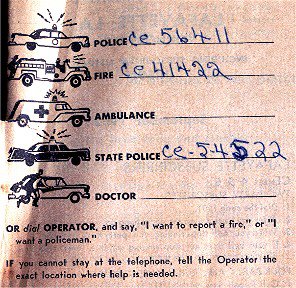 POLICE ce 56411
FIRE ce 41422
AMBULANCE
STATE POLICE ce-54522
DOCTOR
OR dial OPERATOR, and say, "I want to report a fire," or "I
want a policeman."
IF you cannot stay at the telephone, tell the Operator the
exact location where help is needed.